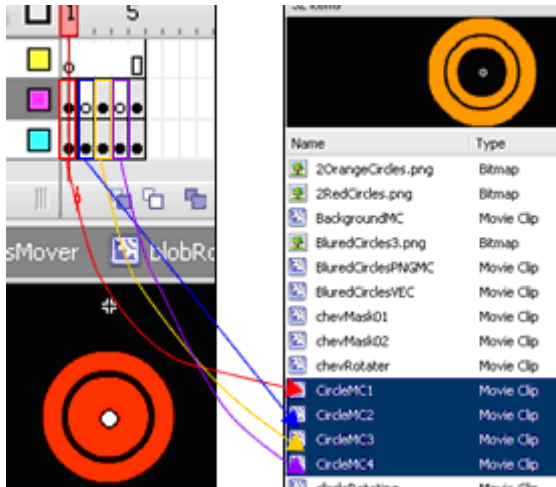 1 5
32 items
Name Type
2OrangeCircles.png Bitmap
2RedCircles.png Bitmap
BackgroundMC Movie Clip
BluredCircles3.png Bitmap
BluredCirclesPNGMC Movie Clip
BluredCirclesVEC Movie Clip
chevMask01 Movie Clip
chevMask02 Movie Clip
chevRotater Movie Clip
CircleMC1 Movie Clip
CircleMC2 Movie Clip
CircleMC3 Movie Clip
CircleMC4 Movie Clip
sMover blobRo